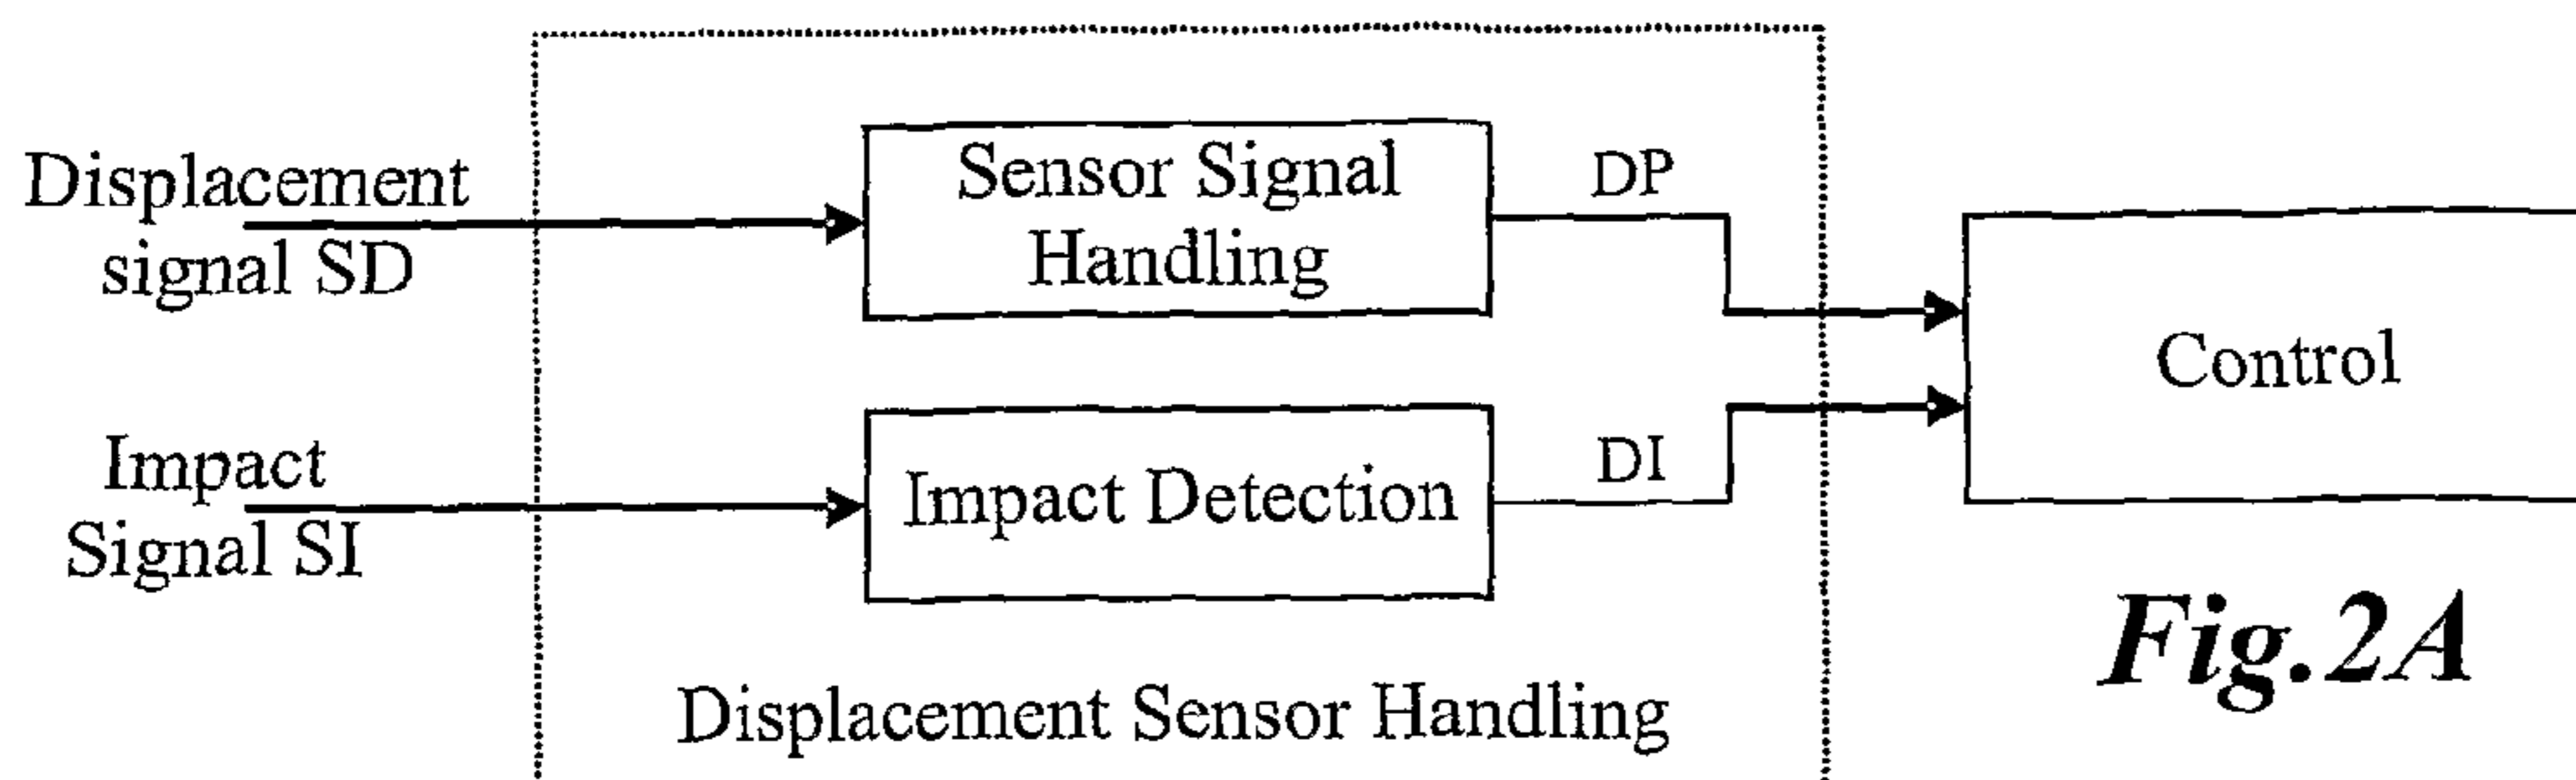 Displacement
signal SD
Sensor Signal
Handling
DP
Control
Impact
Signal SI
Impact Detection
DI
Displacement Sensor Handling
Fig.2A